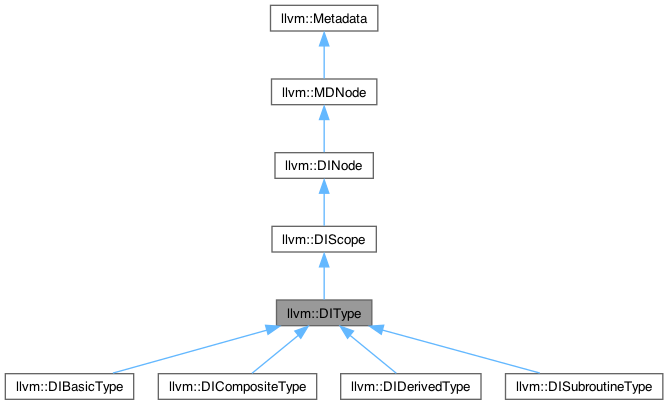 llvm::Metadata
llvm::MDNode
llvm::DINode
llvm::DIScope
llvm::DIType
llvm::DIBasicType
llvm::DICompositeType
llvm::DIDerivedType
llvm::DISubroutineType